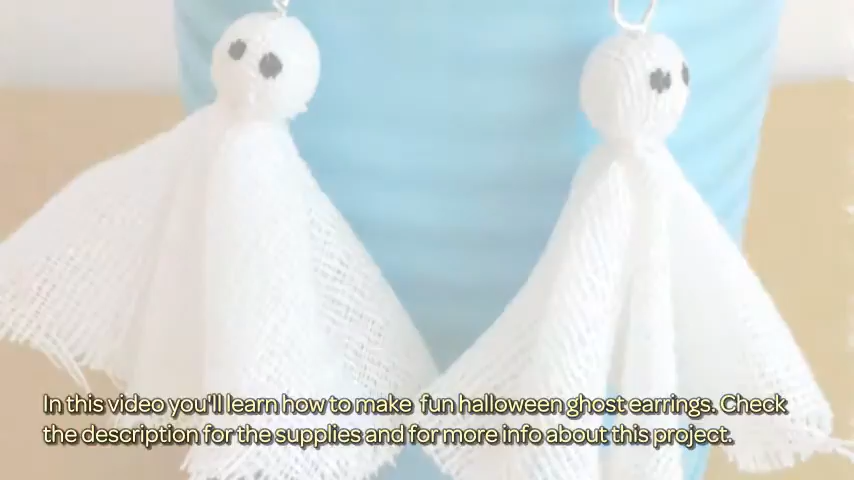 In this video you'll learn how to make  fun halloween ghost earrings. Check
the description for the supplies and for more info about this project.